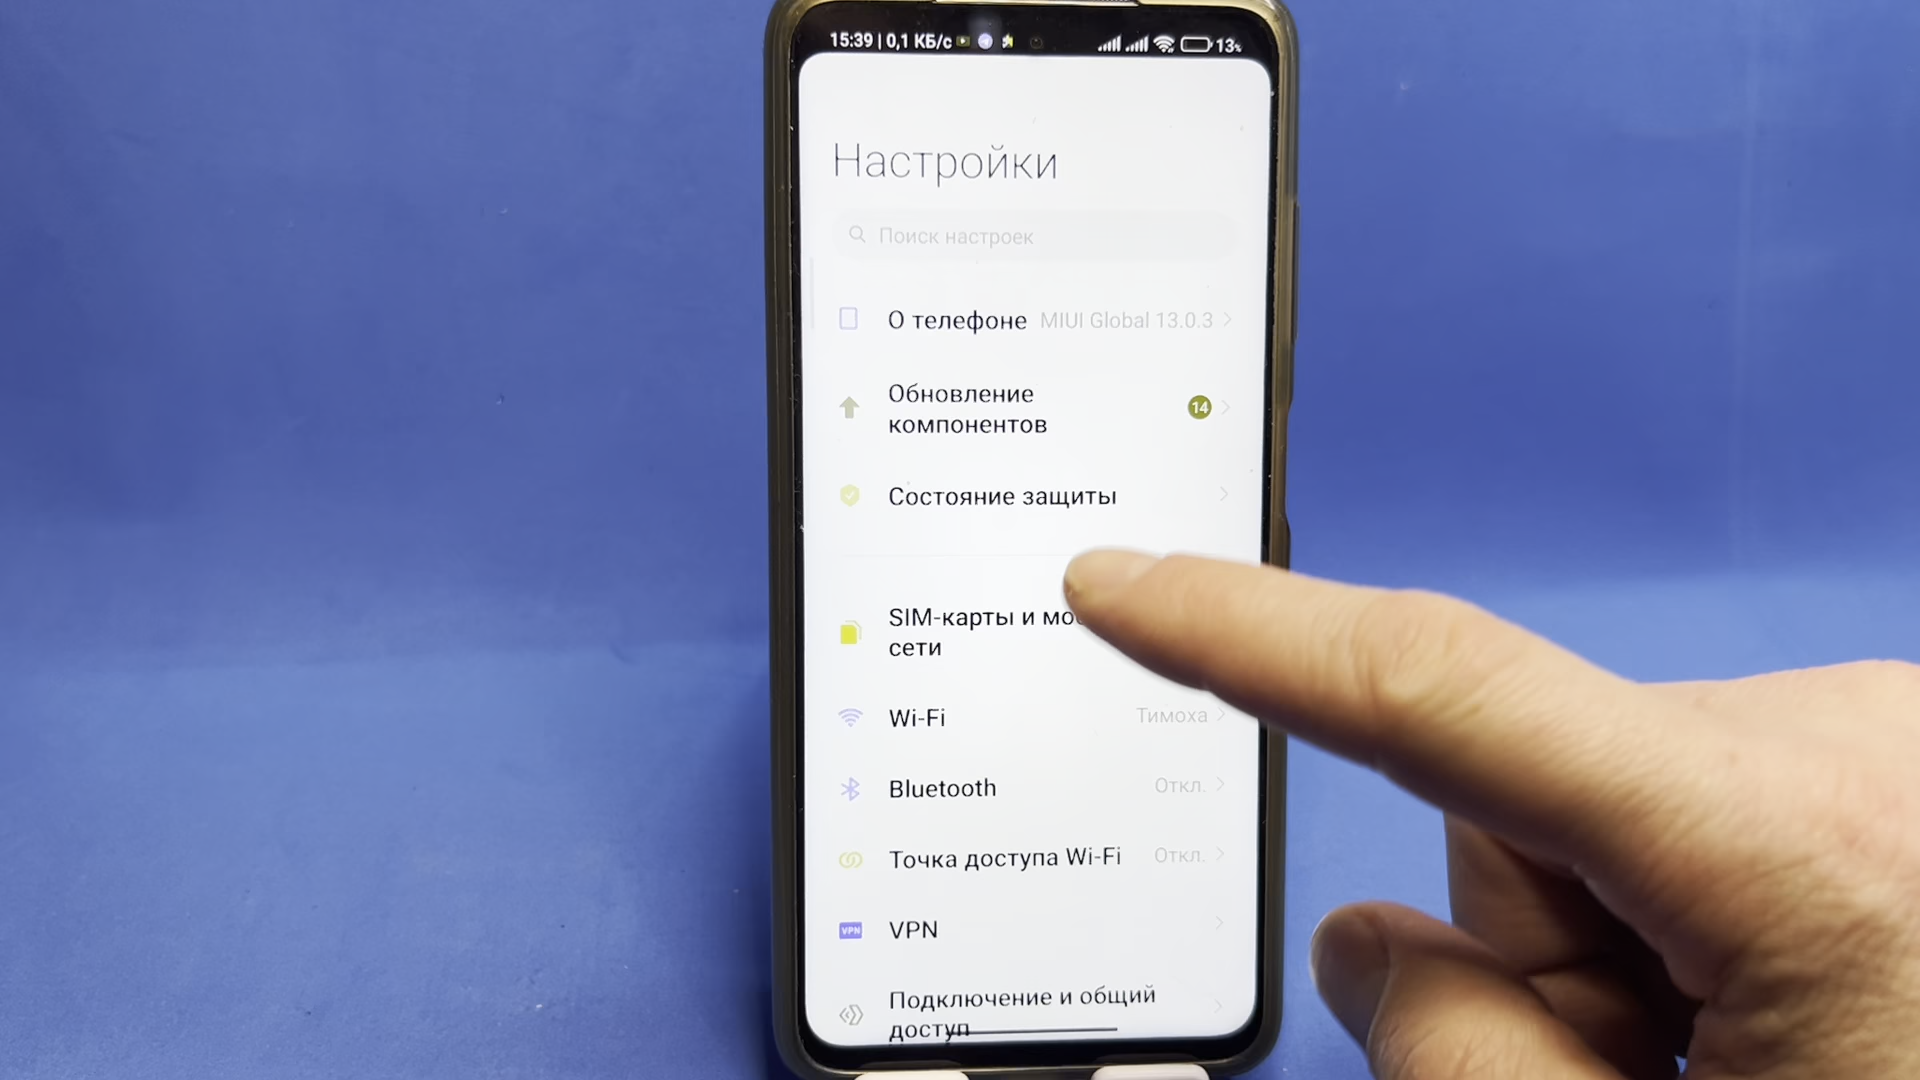 15:39 | 0,1 КБ/с
13%
Настройки
Поиск настроек
О телефоне MIUI Global 13.0.3
Обновление
компонентов
14
Состояние защиты
SIM-карты и
сети
Wi-Fi Тимоха
Bluetooth Откл.
Точка доступа Wi-Fi Откл.
VPN VPN
Подключение и общий
доступ